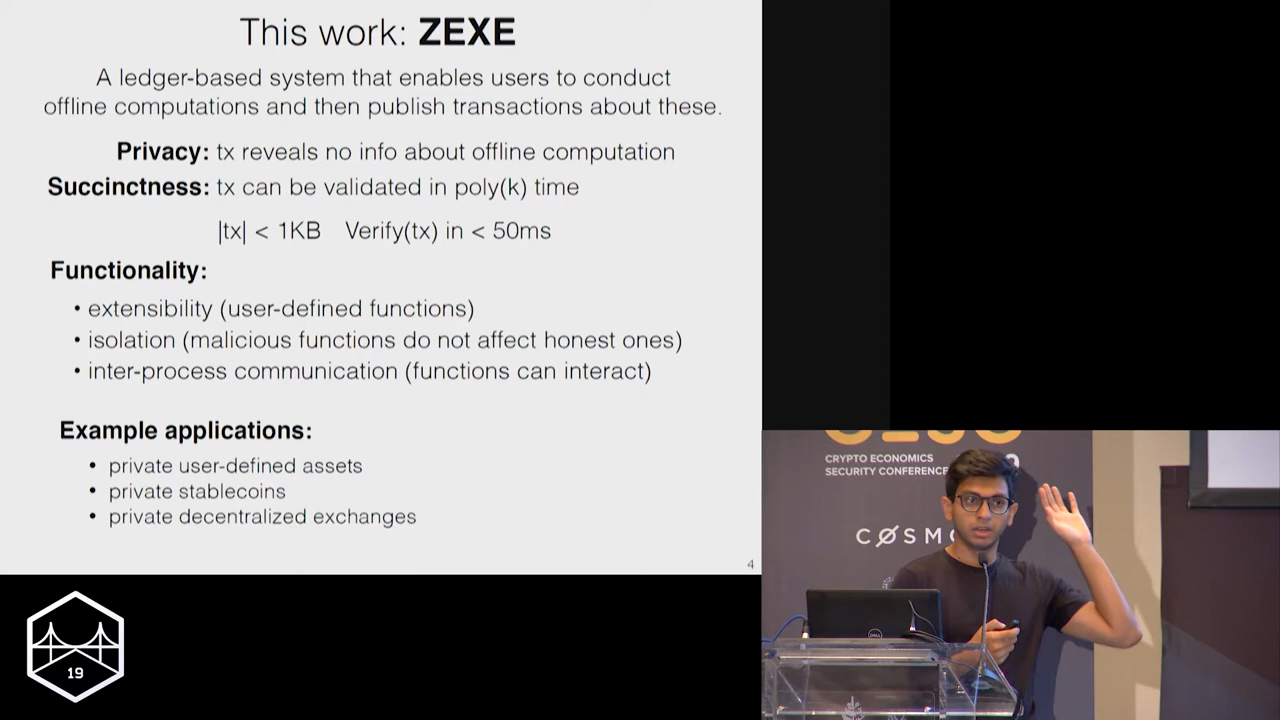 This work: ZEXE
A ledger-based system that enables users to conduct
offline computations and then publish transactions about these.
Privacy: tx reveals no info about offline computation
Succinctness: tx can be validated in poly(k) time
|tx| < 1KB Verify(tx) in < 50ms
Functionality:
• extensibility (user-defined functions)
• isolation (malicious functions do not affect honest ones)
• inter-process communication (functions can interact)
Example applications:
• private user-defined assets
• private stablecoins
• private decentralized exchanges
4
CRYPTO ECONOMICS
SECURITY CONFERENCE
CØSM
DELL
19